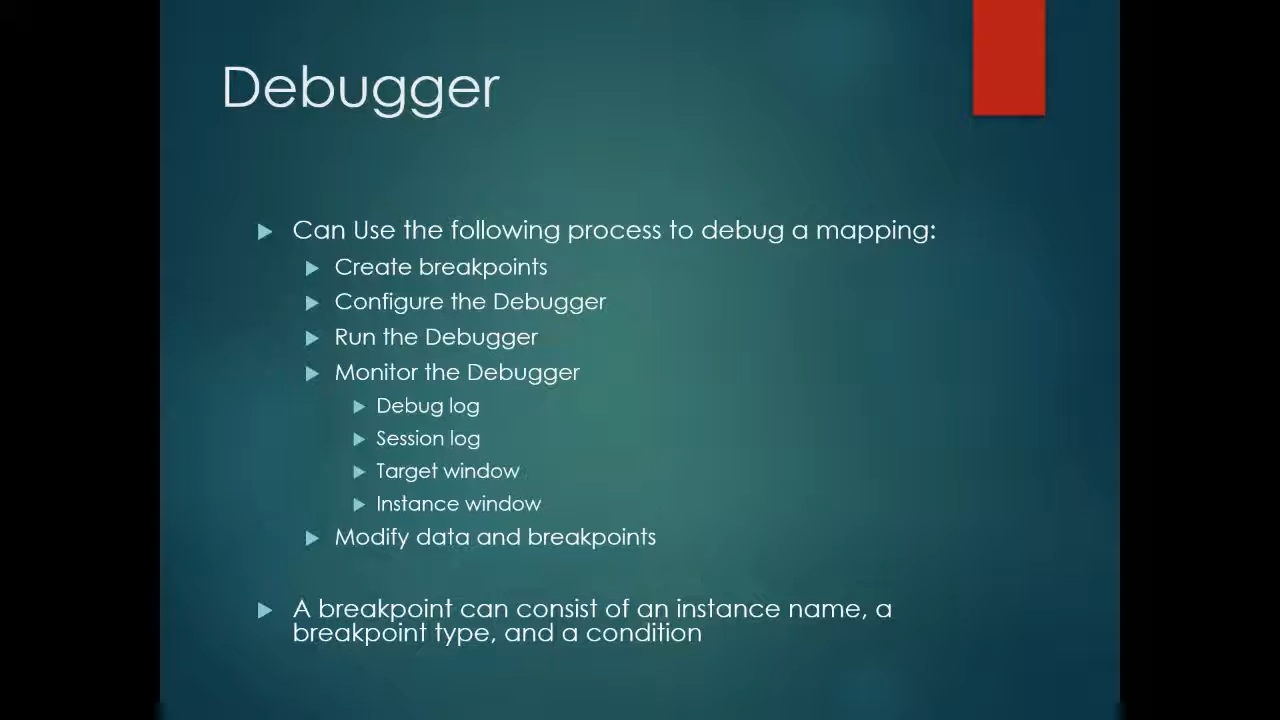 Debugger
Can Use the following process to debug a mapping:
Create breakpoints
Configure the Debugger
Run the Debugger
Monitor the Debugger
Debug log
Session log
Target window
Instance window
Modify data and breakpoints
A breakpoint can consist of an instance name, a
breakpoint type, and a condition